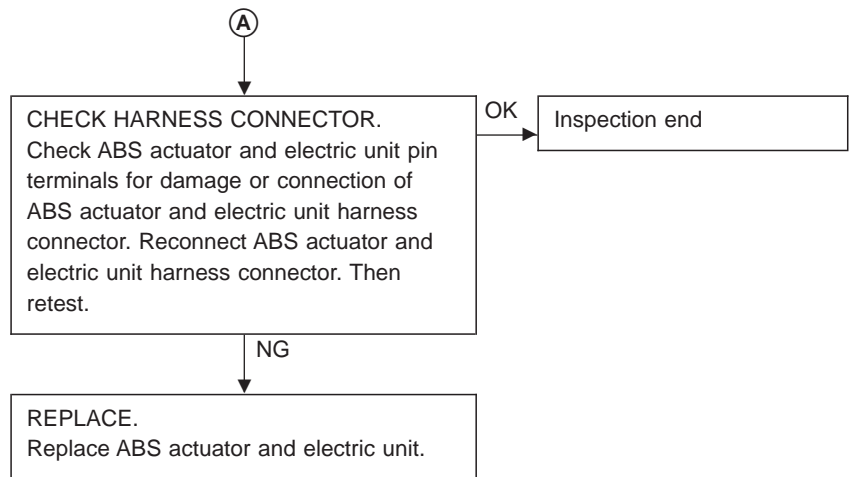 A
CHECK HARNESS CONNECTOR.
Check ABS actuator and electric unit pin
terminals for damage or connection of
ABS actuator and electric unit harness
connector. Reconnect ABS actuator and
electric unit harness connector. Then
retest.
OK
Inspection end
NG
REPLACE.
Replace ABS actuator and electric unit.